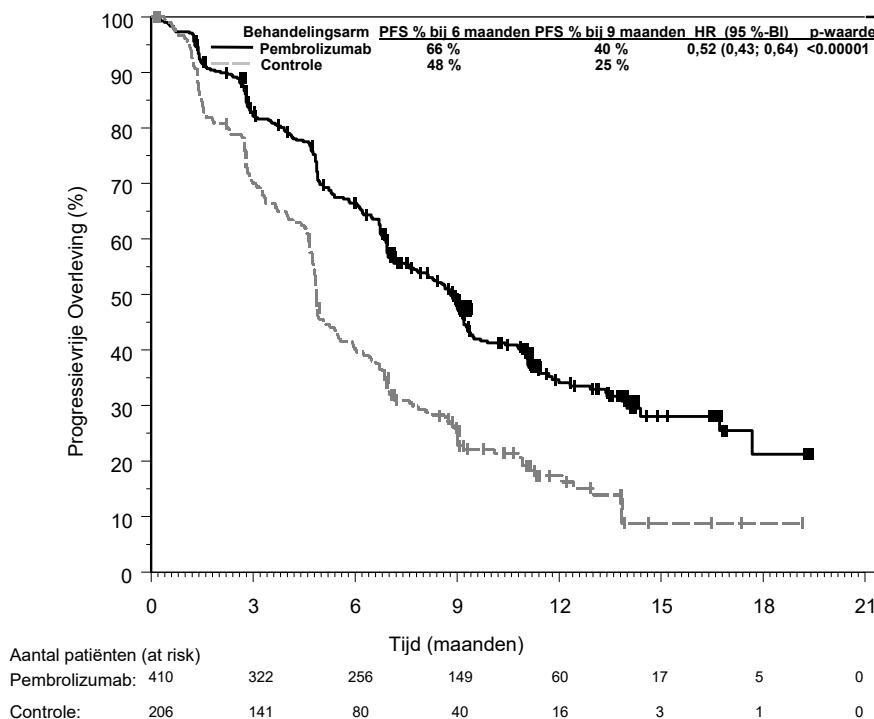 Behandelingsarm PFS % bij 6 maanden PFS % bij 9 maanden HR (95 %-BI) p-waarde
Pembrolizumab 66 % 40 % 0,52 (0,43; 0,64) <0.00001
Controle 48 % 25 %
Progressievrije Overleving (%)
100
90
80
70
60
50
40
30
20
10
0
0 3 6 9 12 15 18 21
Tijd (maanden)
Aantal patiënten (at risk)
Pembrolizumab: 410 322 256 149 60 17 5 0
Controle: 206 141 80 40 16 3 1 0